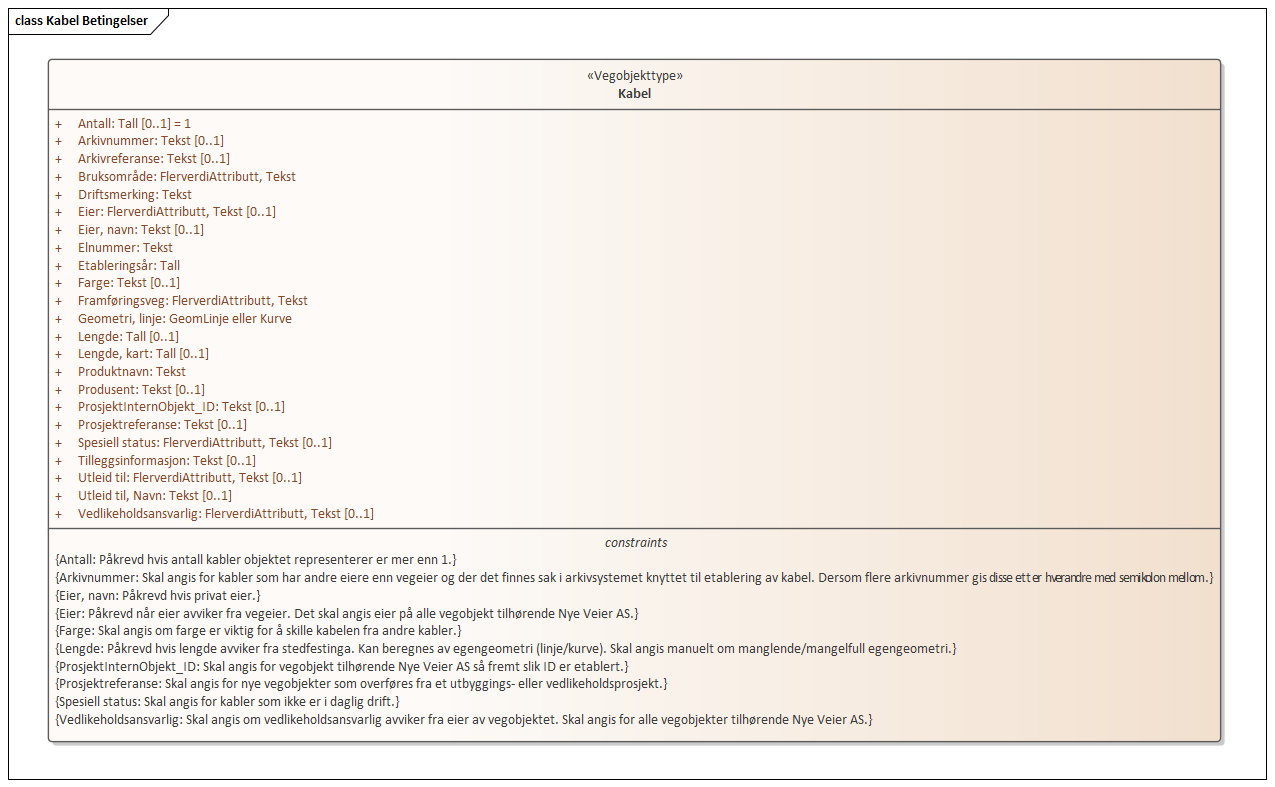 class Kabel Betingelser
«Vegobjekttype»
Kabel
+ Antall: Tall [0..1] = 1
+ Arkivnummer: Tekst [0..1]
+ Arkivreferanse: Tekst [0..1]
+ Bruksområde: FlerverdiAttributt, Tekst
+ Driftsmerking: Tekst
+ Eier: FlerverdiAttributt, Tekst [0..1]
+ Eier, navn: Tekst [0..1]
+ Elnummer: Tekst
+ Etableringsår: Tall
+ Farge: Tekst [0..1]
+ Framføringsveg: FlerverdiAttributt, Tekst
+ Geometri, linje: GeomLinje eller Kurve
+ Lengde: Tall [0..1]
+ Lengde, kart: Tall [0..1]
+ Produktnavn: Tekst
+ Produsent: Tekst [0..1]
+ ProsjektInternObjekt_ID: Tekst [0..1]
+ Prosjektreferanse: Tekst [0..1]
+ Spesiell status: FlerverdiAttributt, Tekst [0..1]
+ Tilleggsinformasjon: Tekst [0..1]
+ Utleid til: FlerverdiAttributt, Tekst [0..1]
+ Utleid til, Navn: Tekst [0..1]
+ Vedlikeholdsansvarlig: FlerverdiAttributt, Tekst [0..1]
constraints
{Antall: Påkrevd hvis antall kabler objektet representerer er mer enn 1.}
{Arkivnummer: Skal angis for kabler som har andre eiere enn vegeier og der det finnes sak i arkivsystemet knyttet til etablering av kabel. Dersom flere arkivnummer gis disse etter hverandre med semikolon mellom.}
{Eier, navn: Påkrevd hvis privat eier.}
{Eier: Påkrevd når eier avviker fra vegeier. Det skal angis eier på alle vegobjekt tilhørende Nye Veier AS.}
{Farge: Skal angis om farge er viktig for å skille kabelen fra andre kabler.}
{Lengde: Påkrevd hvis lengde avviker fra stedfestinga. Kan beregnes av egengeometri (linje/kurve). Skal angis manuelt om manglende/mangelfull egengeometri.}
{ProsjektInternObjekt_ID: Skal angis for vegobjekt tilhørende Nye Veier AS så fremt slik ID er etablert.}
{Prosjektreferanse: Skal angis for nye vegobjekter som overføres fra et utbyggings- eller vedlikeholdsprosjekt.}
{Spesiell status: Skal angis for kabler som ikke er i daglig drift.}
{Vedlikeholdsansvarlig: Skal angis om vedlikeholdsansvarlig avviker fra eier av vegobjektet. Skal angis for alle vegobjekter tilhørende Nye Veier AS.}